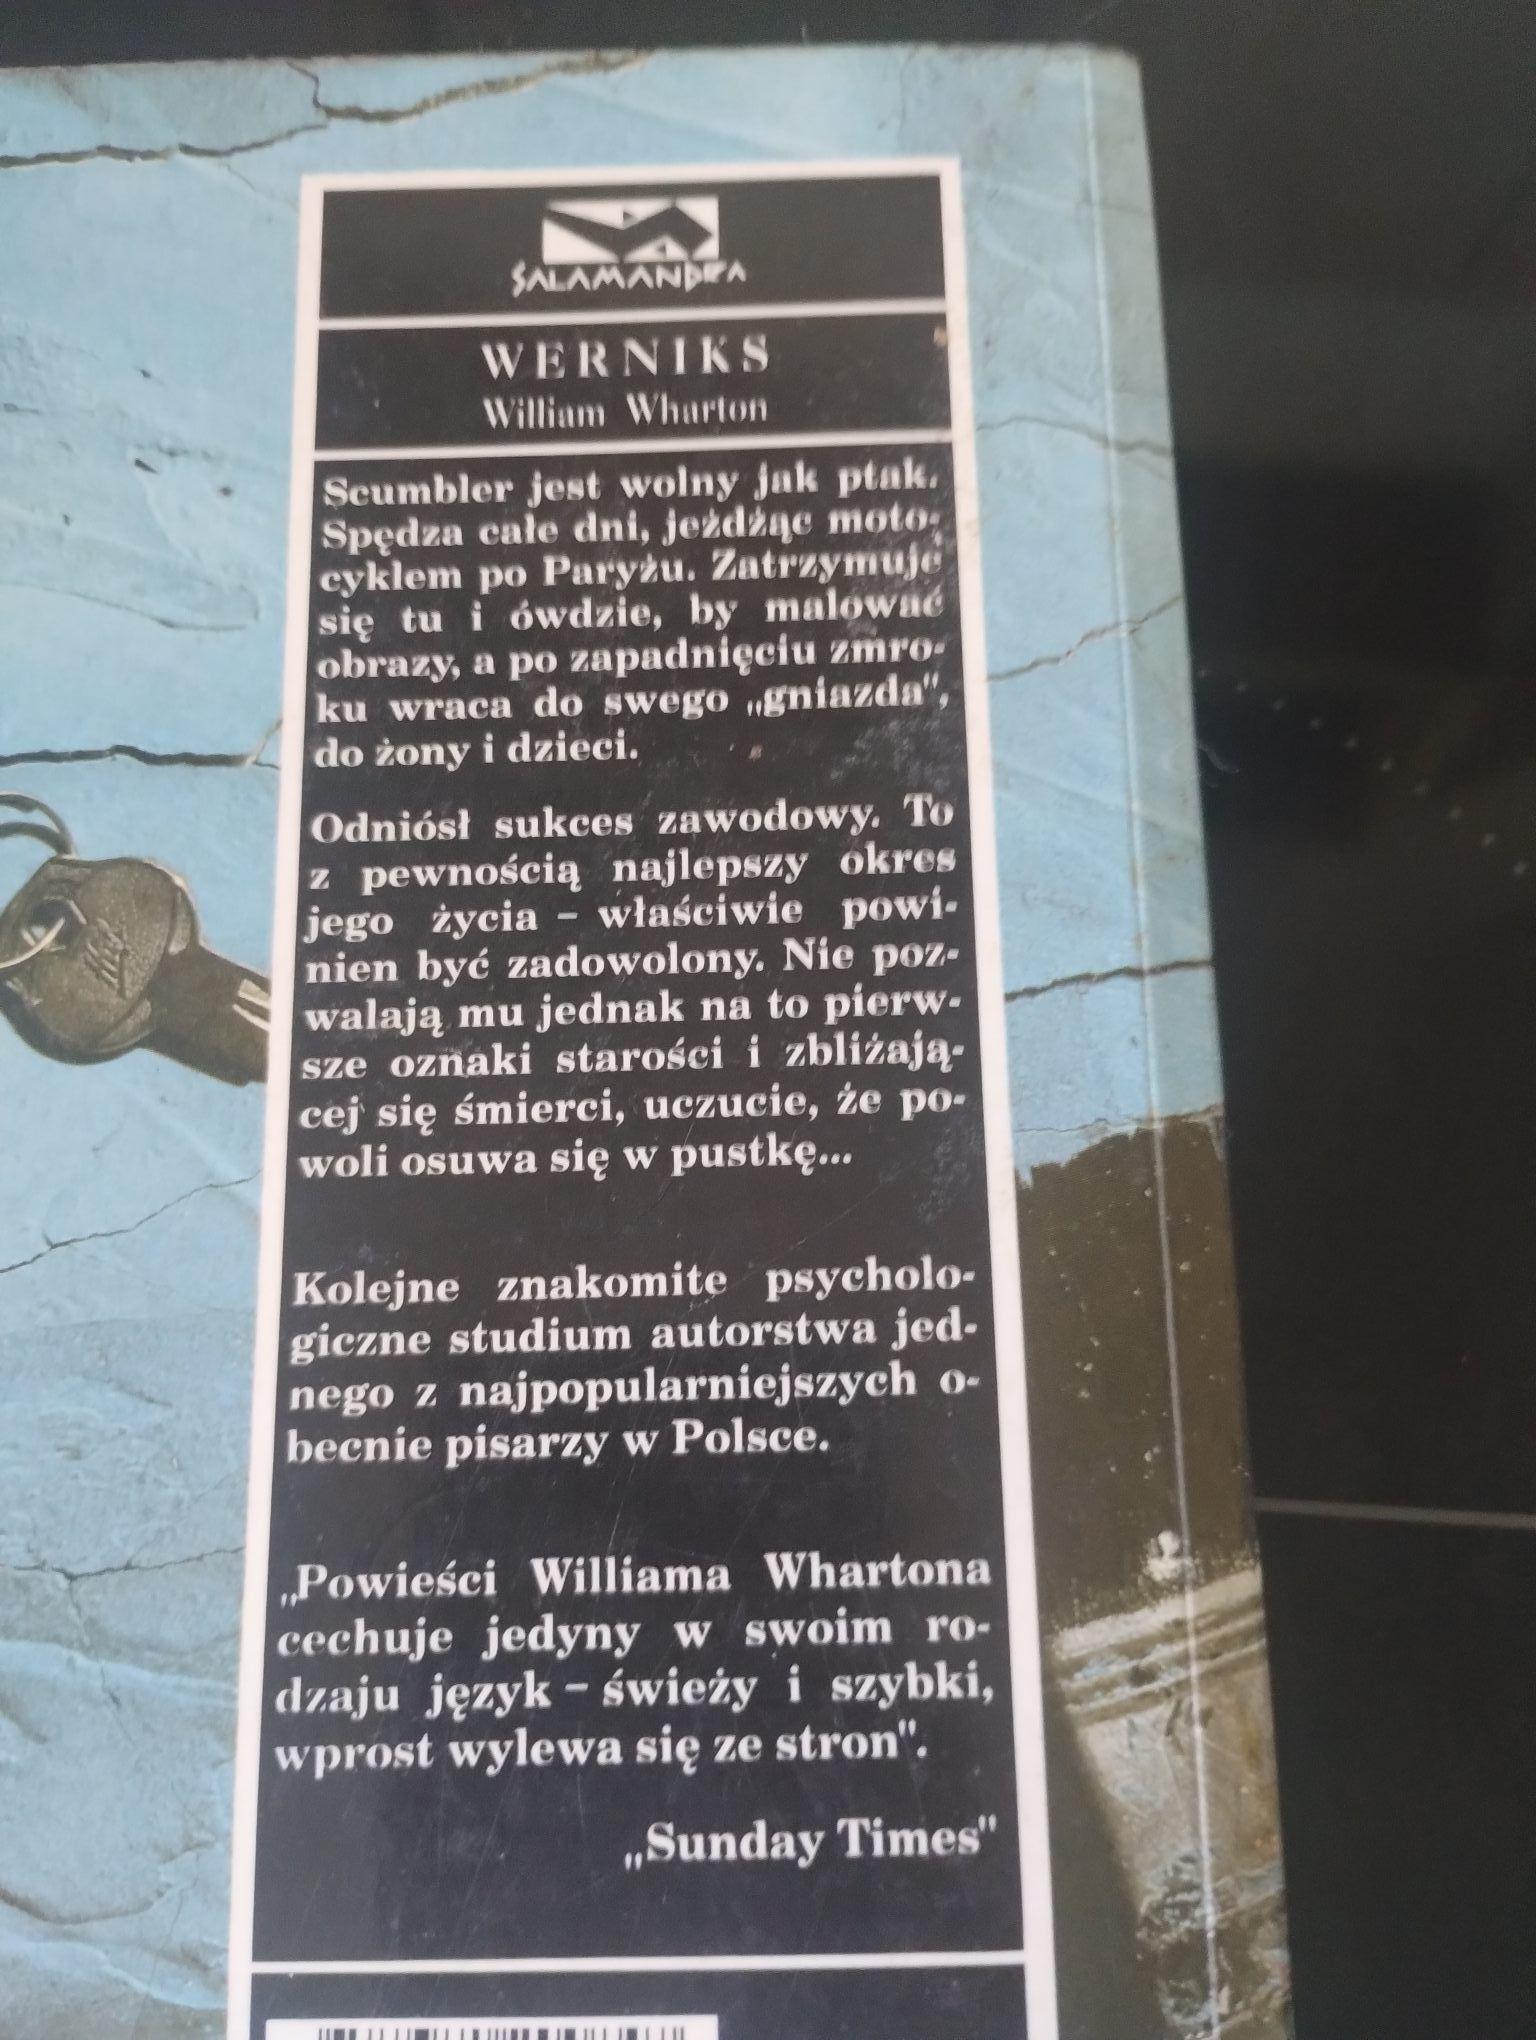 SALAMANDRA
WERNIKS
William Wharton
Scumbler jest wolny jak ptak.
Spędza całe dni, jeżdżąc moto-
cyklem po Paryżu. Zatrzymuje
się tu i ówdzie, by malować
obrazy, a po zapadnięciu zmro-
ku wraca do swego „gniazda",
do żony i dzieci.
Odniósł sukces zawodowy. To
z pewnością najlepszy okres
jego życia – właściwie powi-
nien być zadowolony. Nie poz-
walają mu jednak na to pierw-
sze oznaki starości i zbliżają-
cej się śmierci, uczucie, że po-
woli osuwa się w pustkę...
Kolejne znakomite psycholo-
giczne studium autorstwa jed-
nego z najpopularniejszych o-
becnie pisarzy w Polsce.
„Powieści Williama Whartona
cechuje jedyny w swoim ro-
dzaju język – świeży i szybki,
wprost wylewa się ze stron".
„Sunday Times"